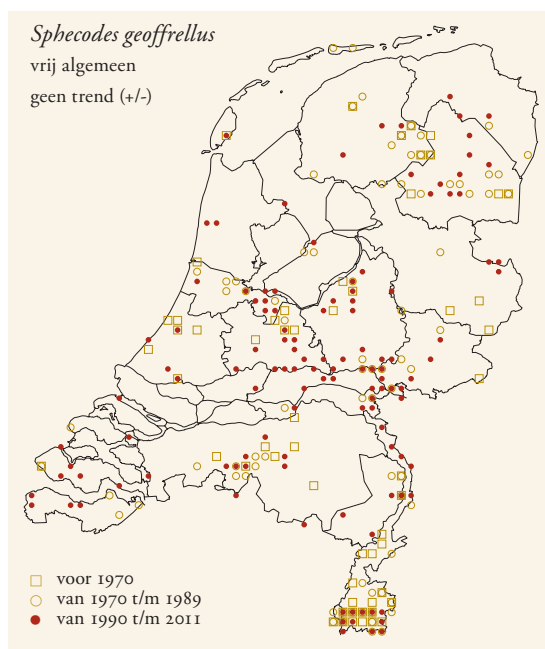 Sphecodes geoffrellus
vrij algemeen
geen trend (+/-)
voor 1970
van 1970 t/m 1989
van 1990 t/m 2011